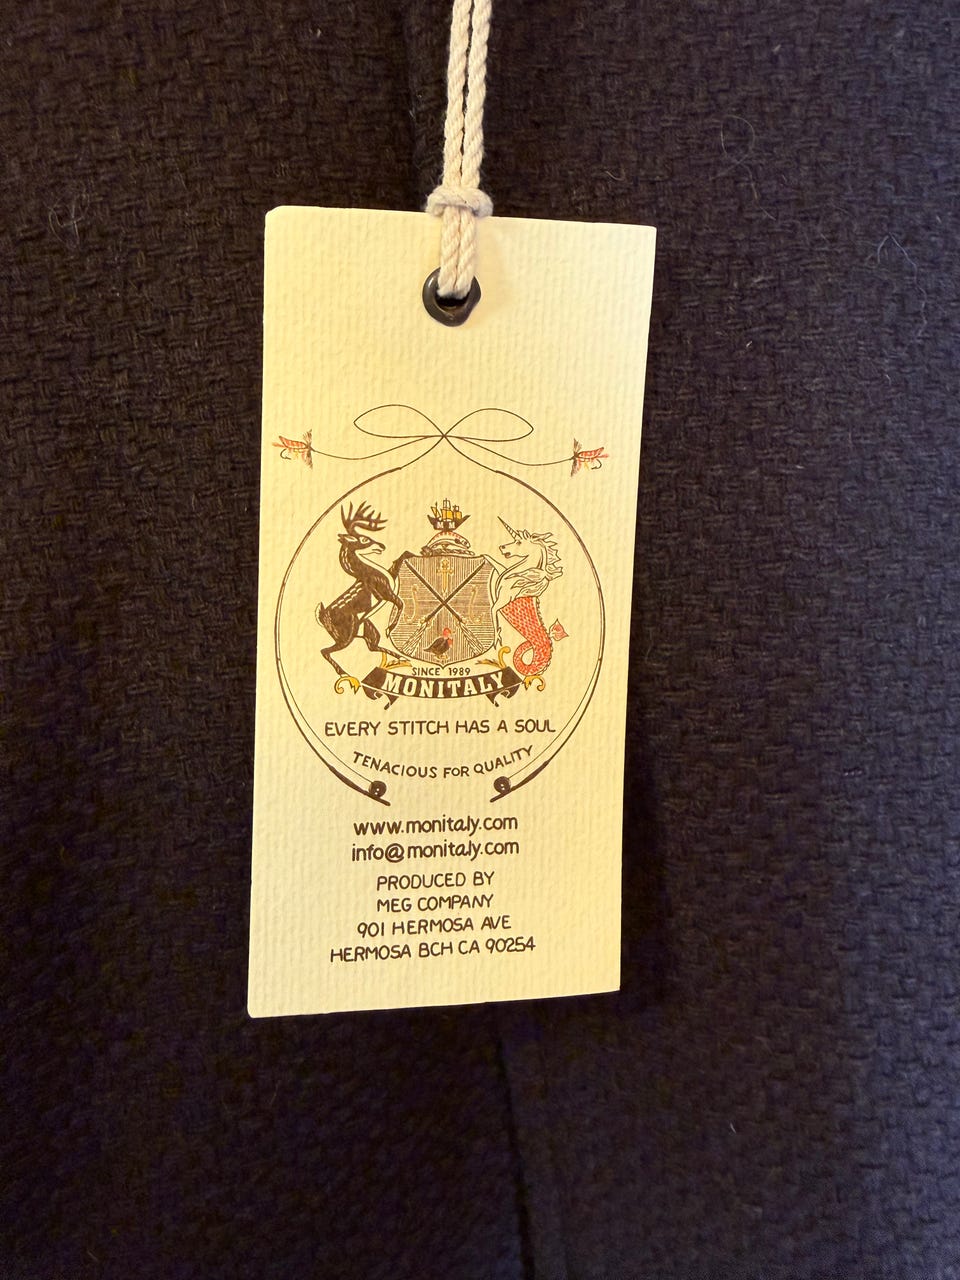 M M
SINCE 1989
MONITALY
EVERY STITCH HAS A SOUL
TENACIOUS FOR QUALITY
www.monitaly.com
info@monitaly.com
PRODUCED BY
MEG COMPANY
901 HERMOSA AVE
HERMOSA BCH CA 90254